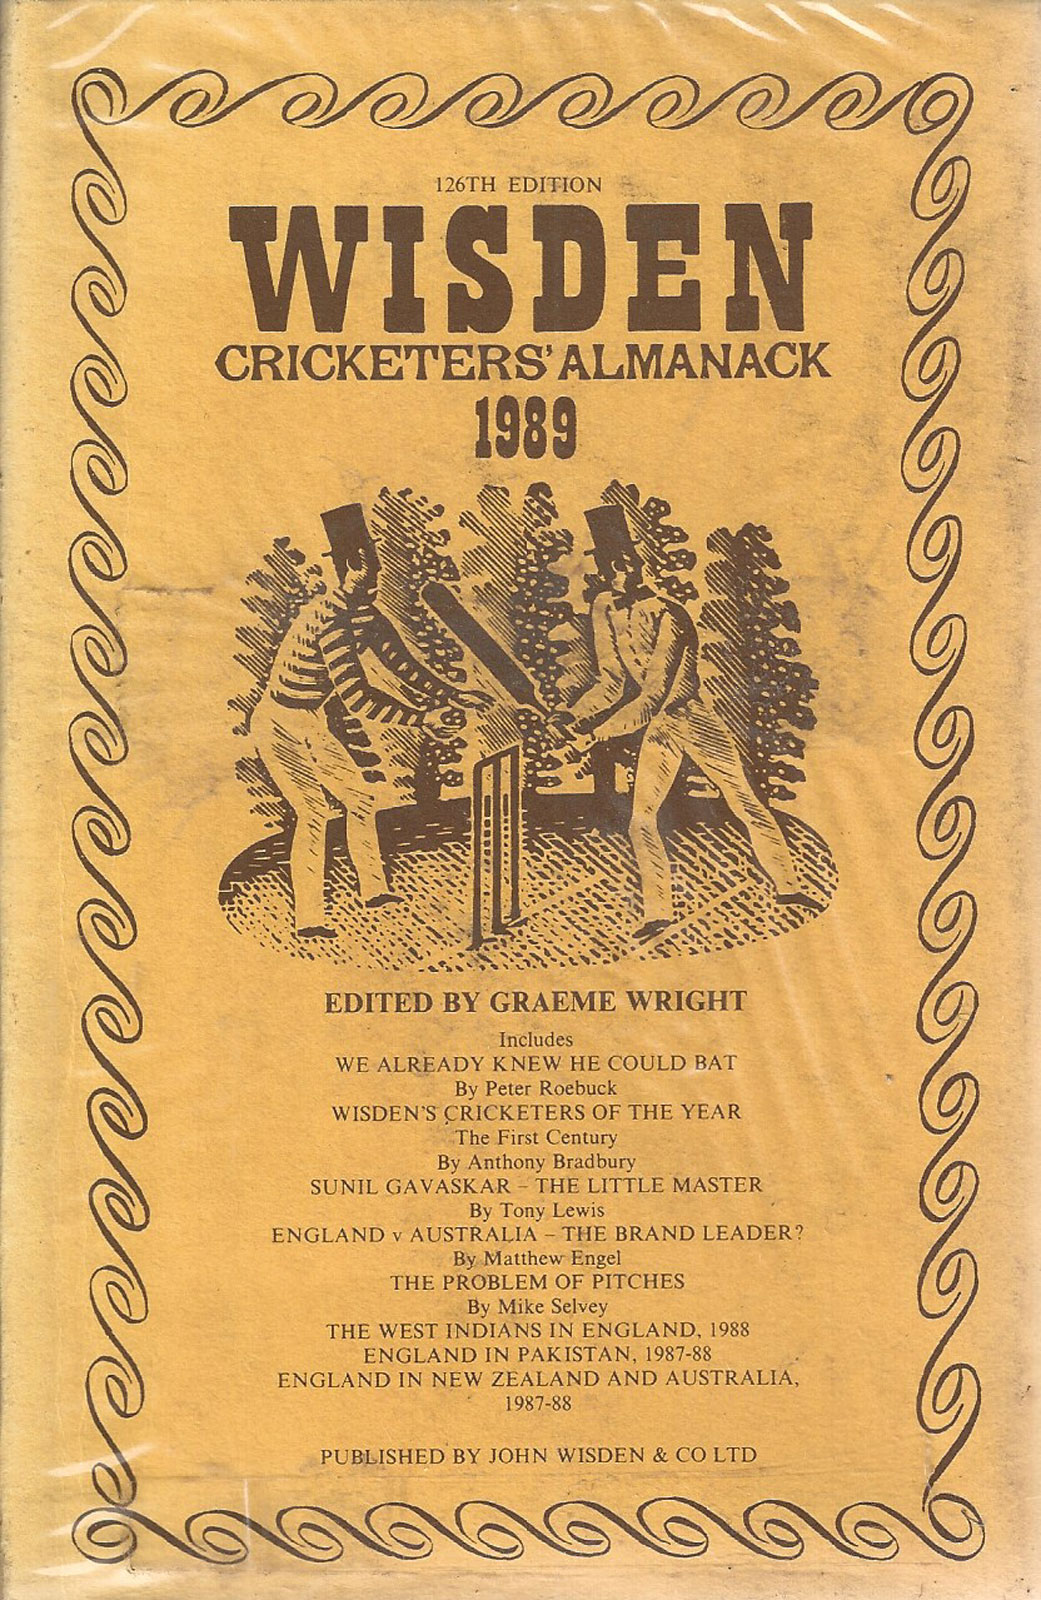 126TH EDITION
WISDEN
CRICKETERS' ALMANACK
1989
EDITED BY GRAEME WRIGHT
Includes
WE ALREADY KNEW HE COULD BAT
By Peter Roebuck
WISDEN'S CRICKETERS OF THE YEAR
The First Century
By Anthony Bradbury
SUNIL GAVASKAR – THE LITTLE MASTER
By Tony Lewis
ENGLAND v AUSTRALIA – THE BRAND LEADER?
By Matthew Engel
THE PROBLEM OF PITCHES
By Mike Selvey
THE WEST INDIANS IN ENGLAND, 1988
ENGLAND IN PAKISTAN, 1987-88
ENGLAND IN NEW ZEALAND AND AUSTRALIA,
1987-88
PUBLISHED BY JOHN WISDEN & CO LTD